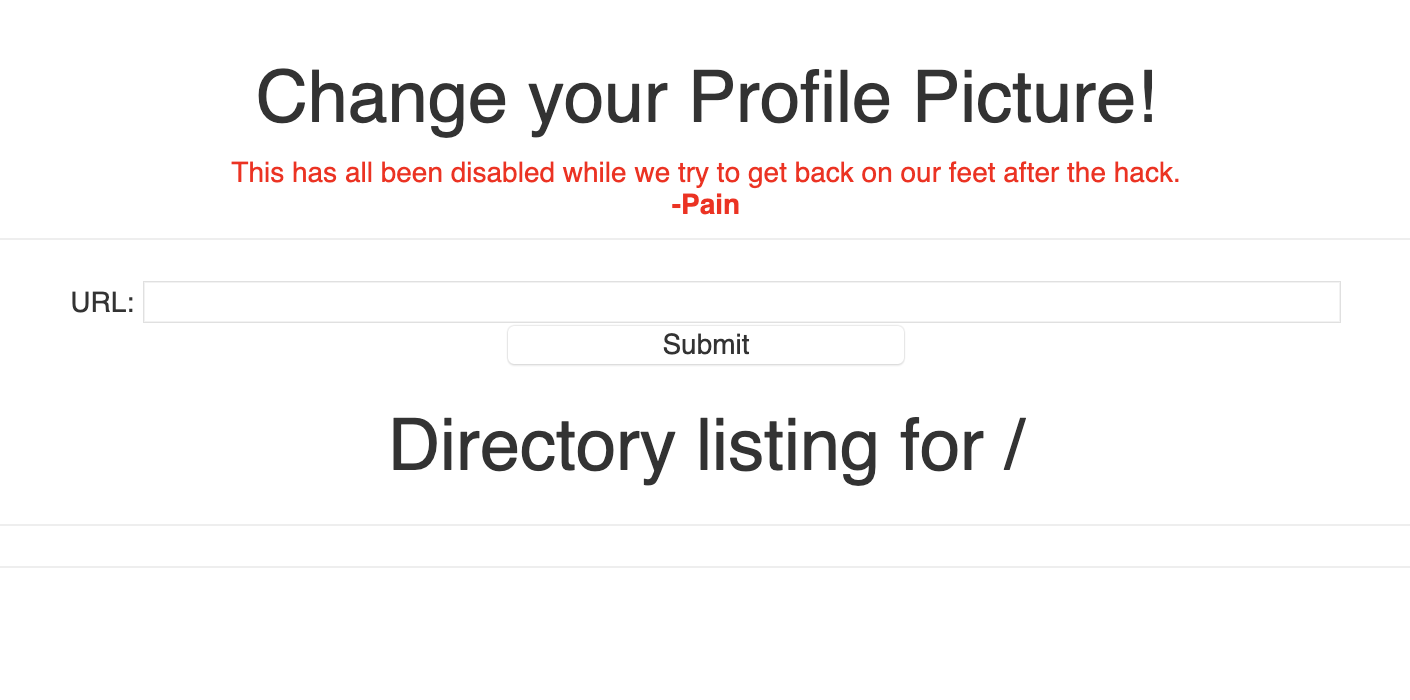 Change your Profile Picture!
This has all been disabled while we try to get back on our feet after the hack.
-Pain
URL:
Submit
Directory listing for /